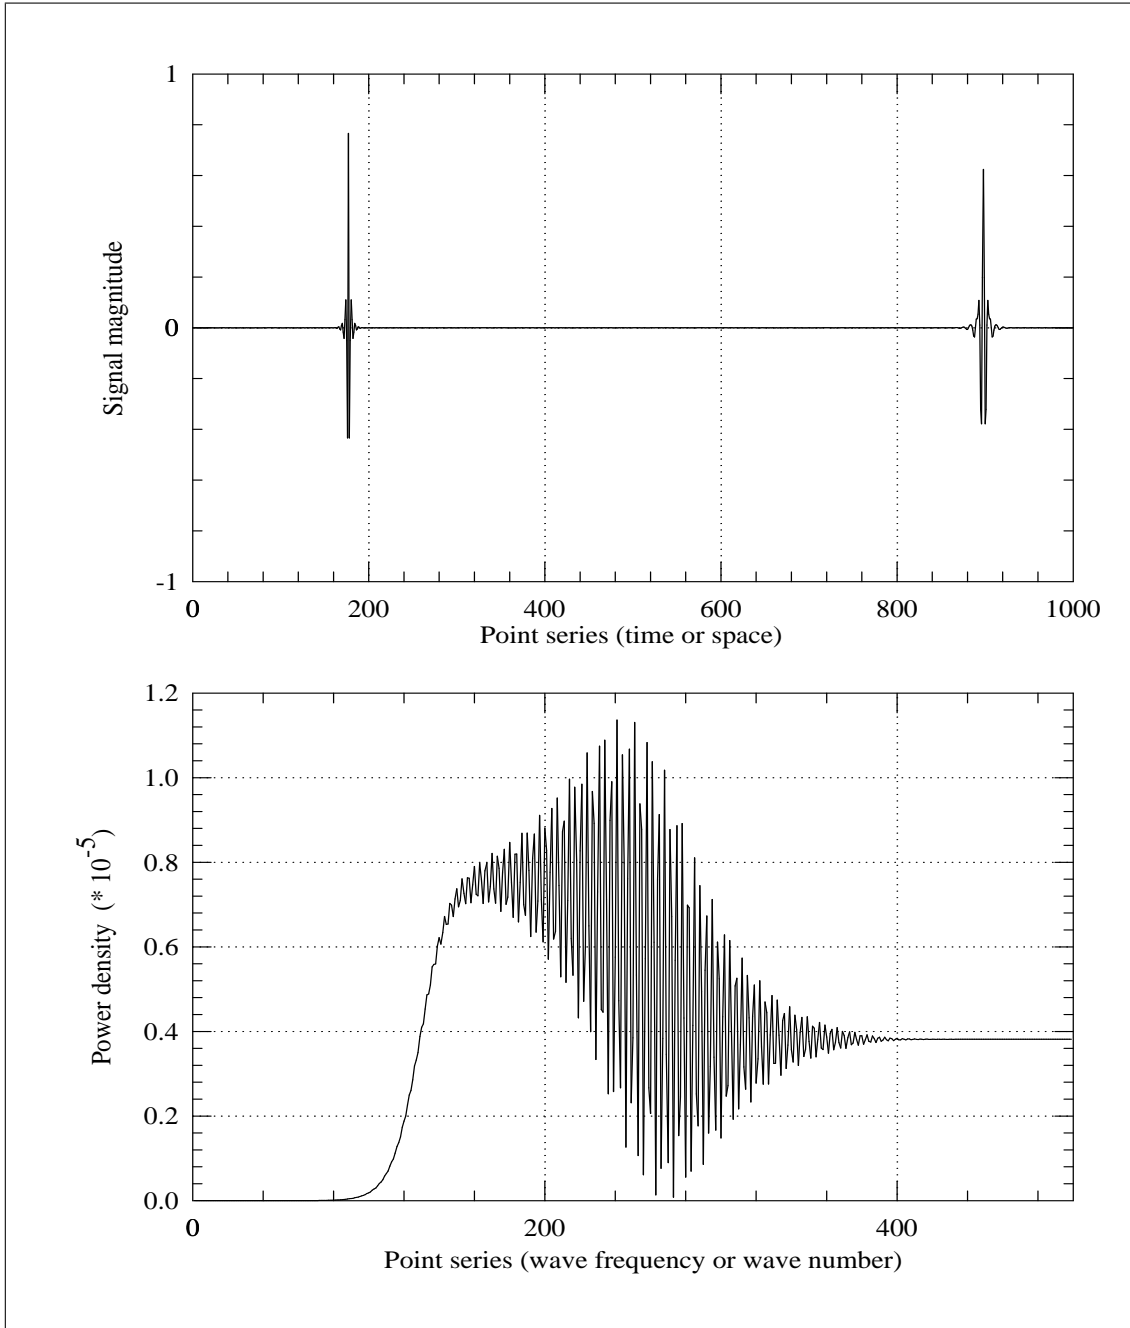 1
0
-1
Signal magnitude
0 200 400 600 800 1000
Point series (time or space)
1.2
1.0
0.8
0.6
0.4
0.2
0.0
Power density (* 10^-5)
0 200 400
Point series (wave frequency or wave number)